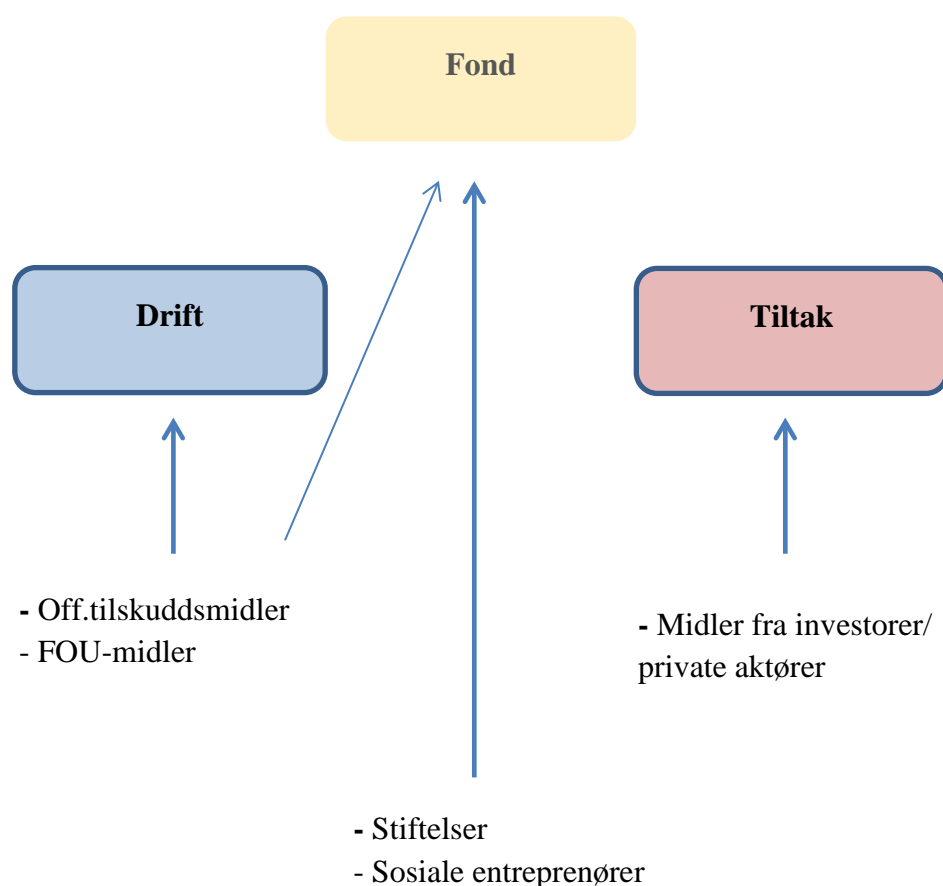 Fond
Drift
Tiltak
- Off.tilskuddsmidler
- FOU-midler
- Midler fra investorer/
private aktører
- Stiftelser
- Sosiale entreprenører